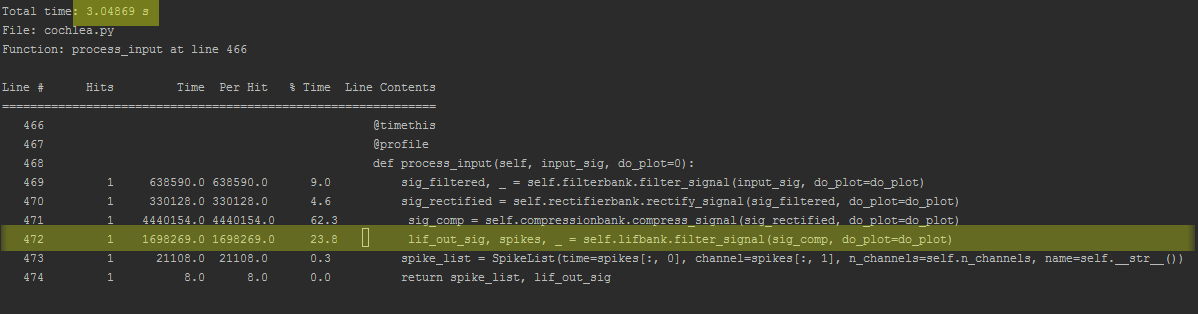 Total time: 3.04869 s
File: cochlea.py
Function: process_input at line 466
Line #      Hits         Time  Per Hit   % Time  Line Contents
==============================================================
466                                           @timethis
467                                           @profile
468                                           def process_input(self, input_sig, do_plot=0):
469         1     638590.0 638590.0      9.0      sig_filtered, _ = self.filterbank.filter_signal(input_sig, do_plot=do_plot)
470         1     330128.0 330128.0      4.6      sig_rectified = self.rectifierbank.rectify_signal(sig_filtered, do_plot=do_plot)
471         1    4440154.0 4440154.0     62.3      sig_comp = self.compressionbank.compress_signal(sig_rectified, do_plot=do_plot)
472         1    1698269.0 1698269.0     23.8      lif_out_sig, spikes, _ = self.lifbank.filter_signal(sig_comp, do_plot=do_plot)
473         1      21108.0  21108.0      0.3      spike_list = SpikeList(time=spikes[:, 0], channel=spikes[:, 1], n_channels=self.n_channels, name=self.__str__())
474         1          8.0      8.0      0.0      return spike_list, lif_out_sig